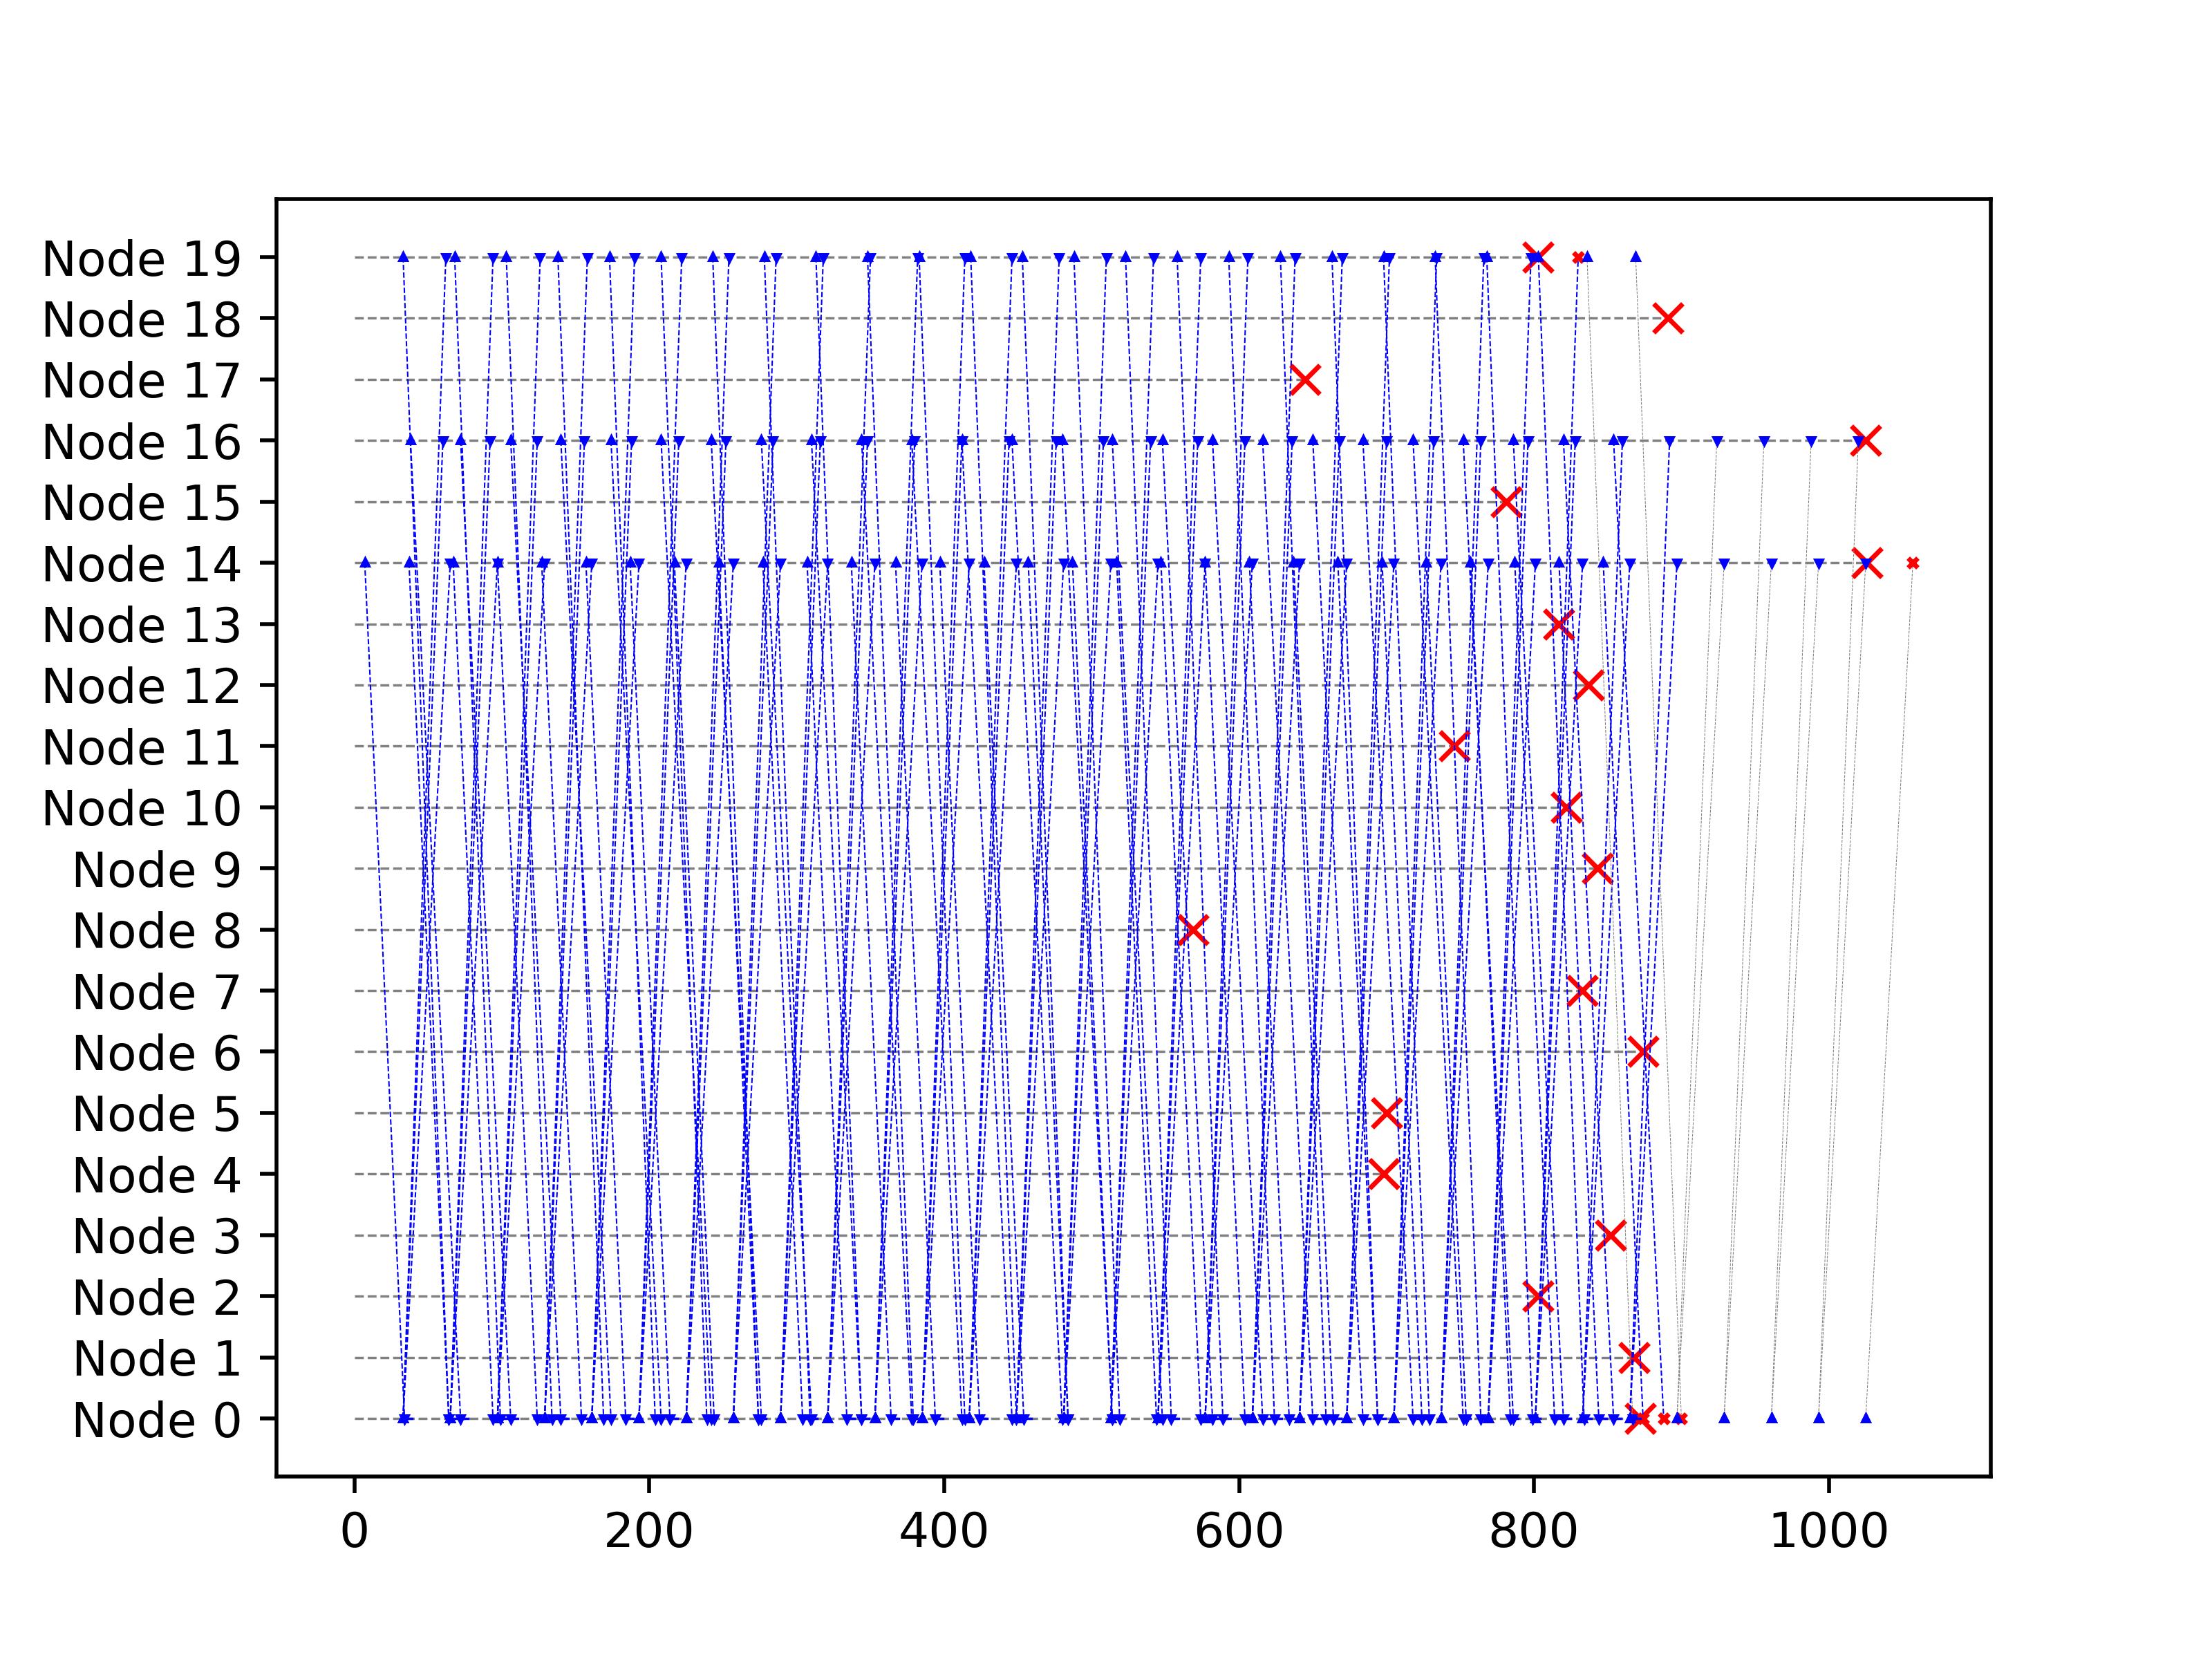 Node 19
Node 18
Node 17
Node 16
Node 15
Node 14
Node 13
Node 12
Node 11
Node 10
Node 9
Node 8
Node 7
Node 6
Node 5
Node 4
Node 3
Node 2
Node 1
Node 0
0 200 400 600 800 1000